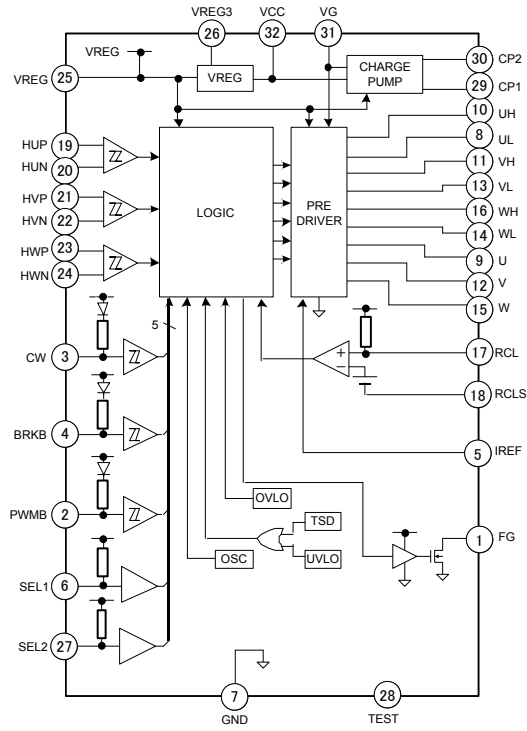 VREG3 VCC VG
26 32 31
VREG
VREG 25
VREG
CHARGE
PUMP
30 CP2
29 CP1
10 UH
8 UL
11 VH
13 VL
16 WH
14 WL
9 U
12 V
15 W
HUP 19
HUN 20
HVP 21
HVN 22
HWP 23
HWN 24
LOGIC
PRE
DRIVER
5
CW 3
BRKB 4
PWMB 2
SEL1 6
SEL2 27
+
−
17 RCL
18 RCLS
5 IREF
1 FG
OVLO
TSD
OSC
UVLO
7
GND
28
TEST